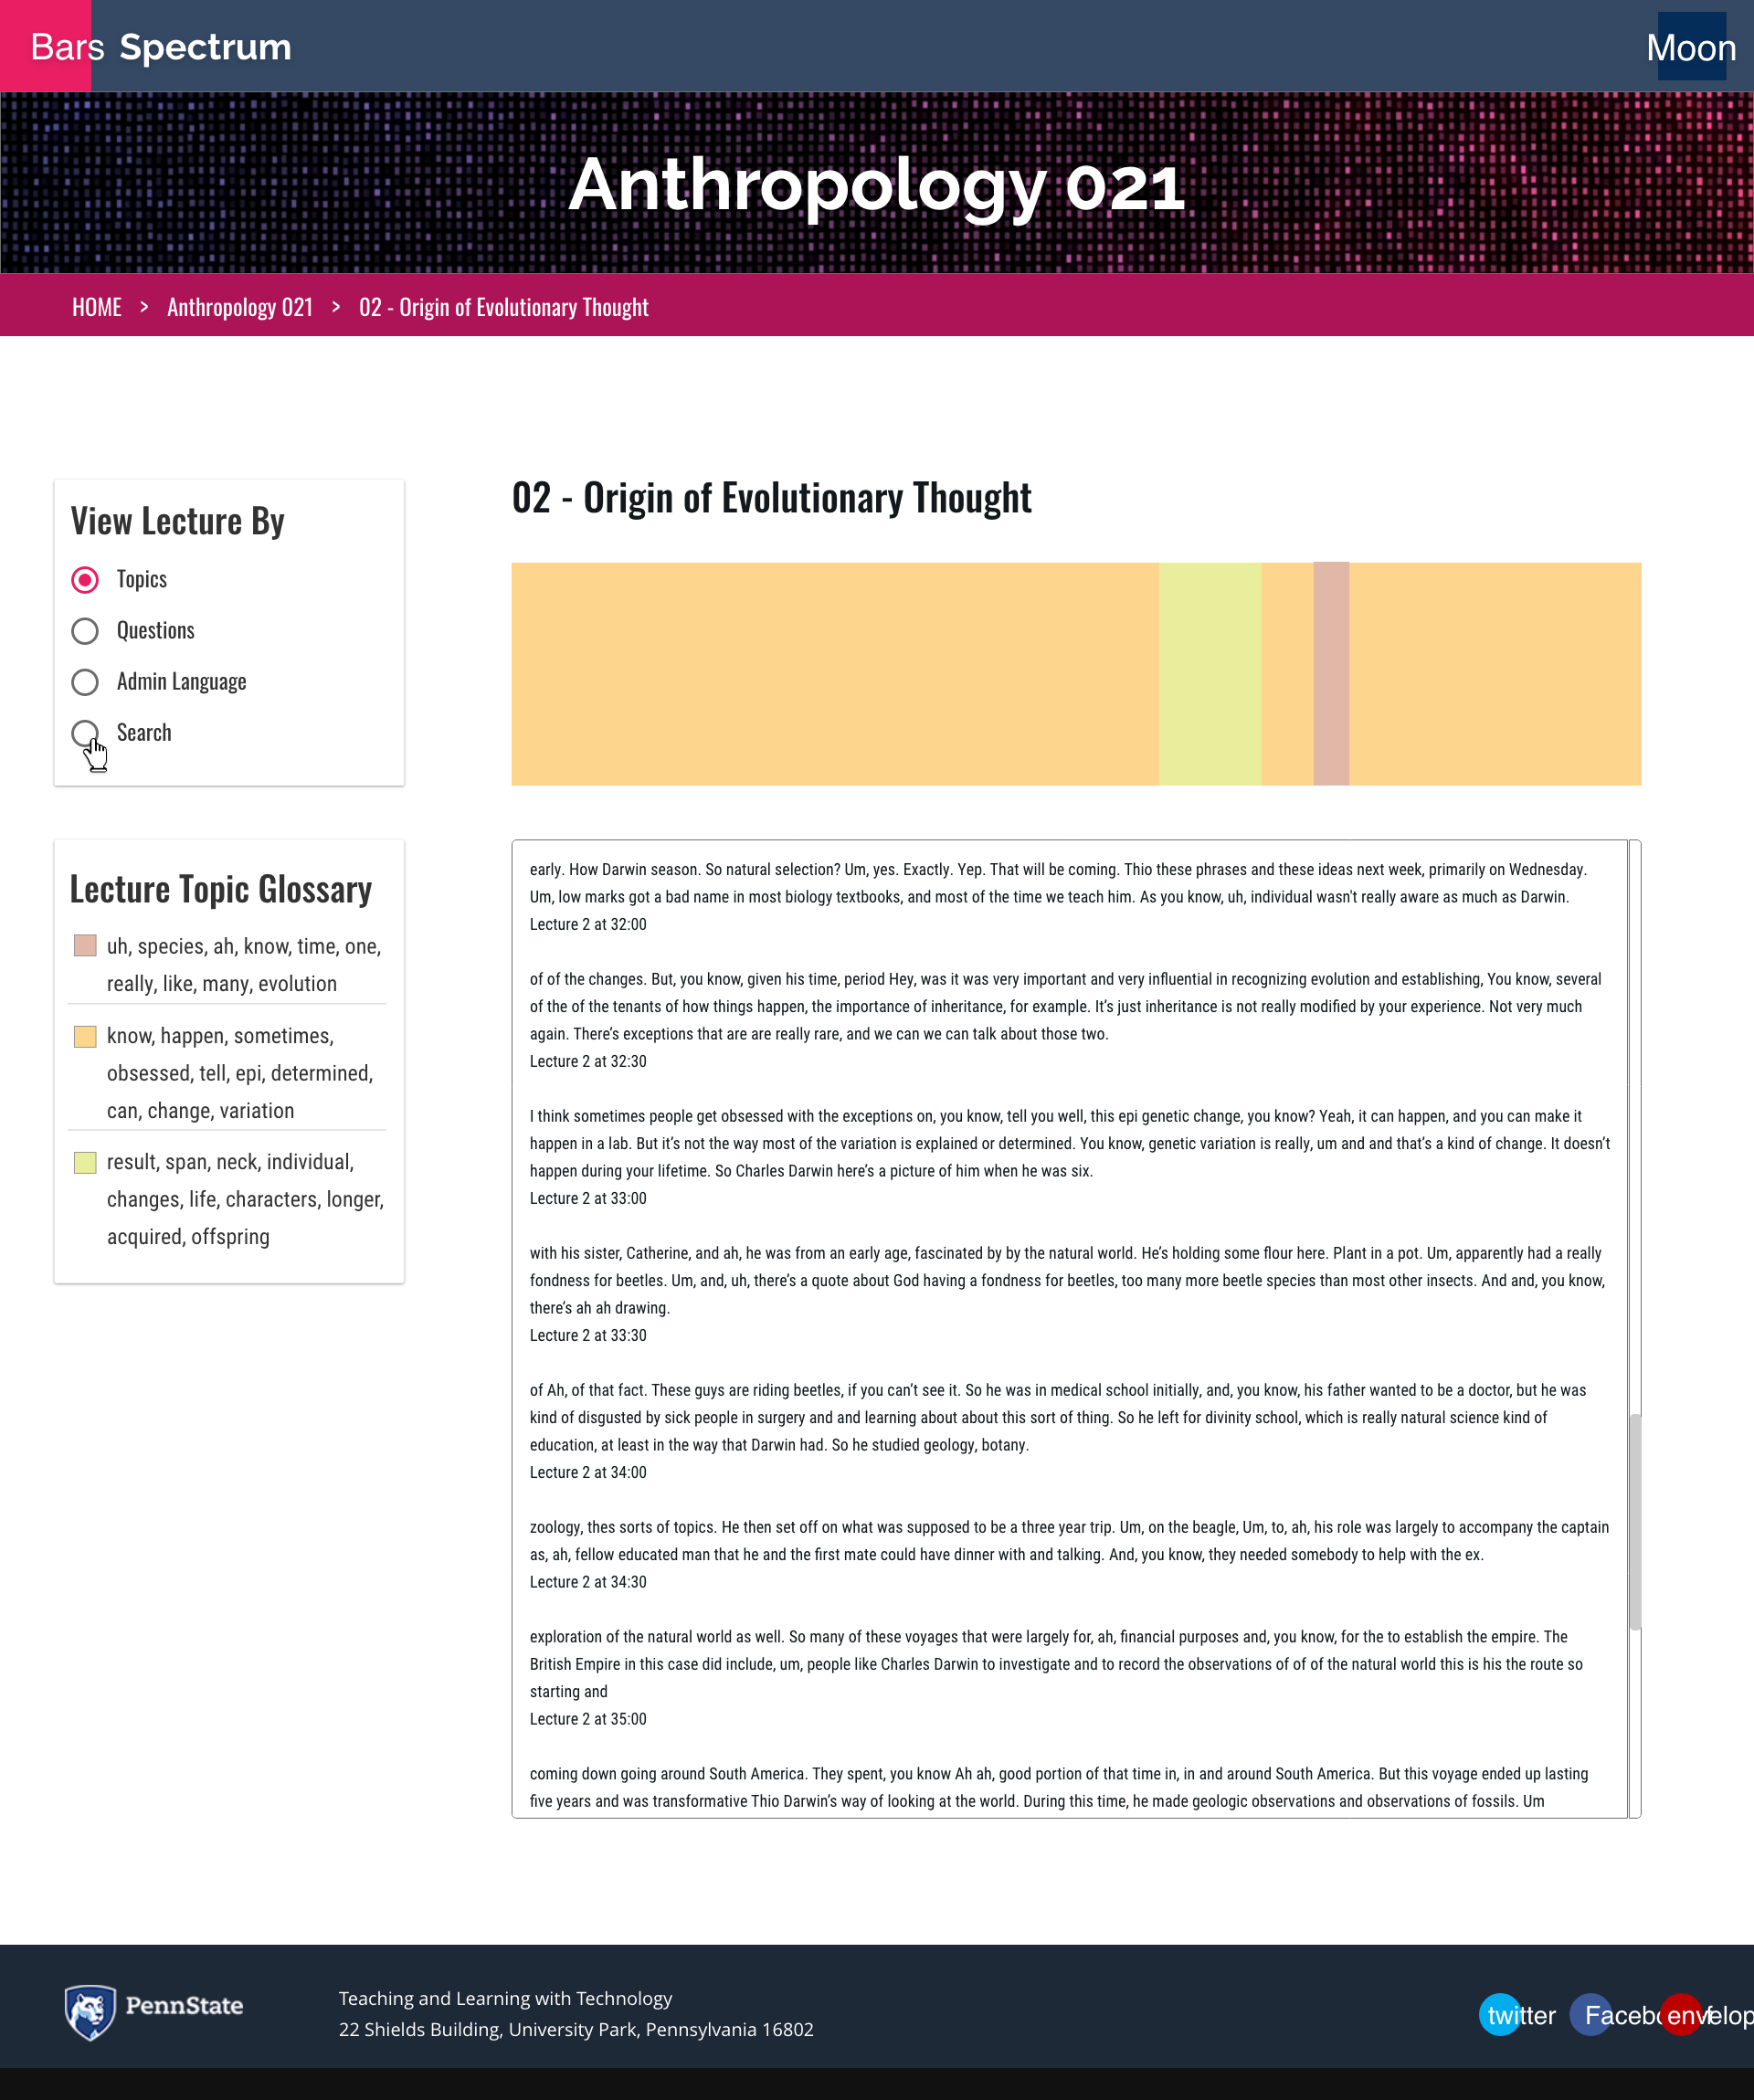 Bars Spectrum
Moon
Anthropology 021
HOME > Anthropology 021 > 02 - Origin of Evolutionary Thought
View Lecture By
Topics
Questions
Admin Language
Search
Lecture Topic Glossary
uh, species, ah, know, time, one,
really, like, many, evolution
know, happen, sometimes,
obsessed, tell, epi, determined,
can, change, variation
result, span, neck, individual,
changes, life, characters, longer,
acquired, offspring
02 - Origin of Evolutionary Thought
early. How Darwin season. So natural selection? Um, yes. Exactly. Yep. That will be coming. Thio these phrases and these ideas next week, primarily on Wednesday.
Um, low marks got a bad name in most biology textbooks, and most of the time we teach him. As you know, uh, individual wasn't really aware as much as Darwin.
Lecture 2 at 32:00
of of the changes. But, you know, given his time, period Hey, was it was very important and very influential in recognizing evolution and establishing, You know, several
of the of the tenants of how things happen, the importance of inheritance, for example. It’s just inheritance is not really modified by your experience. Not very much
again. There’s exceptions that are are really rare, and we can we can talk about those two.
Lecture 2 at 32:30
I think sometimes people get obsessed with the exceptions on, you know, tell you well, this epi genetic change, you know? Yeah, it can happen, and you can make it
happen in a lab. But it’s not the way most of the variation is explained or determined. You know, genetic variation is really, um and and that’s a kind of change. It doesn’t
happen during your lifetime. So Charles Darwin here’s a picture of him when he was six.
Lecture 2 at 33:00
with his sister, Catherine, and ah, he was from an early age, fascinated by by the natural world. He’s holding some flour here. Plant in a pot. Um, apparently had a really
fondness for beetles. Um, and, uh, there’s a quote about God having a fondness for beetles, too many more beetle species than most other insects. And and, you know,
there’s ah ah drawing.
Lecture 2 at 33:30
of Ah, of that fact. These guys are riding beetles, if you can’t see it. So he was in medical school initially, and, you know, his father wanted to be a doctor, but he was
kind of disgusted by sick people in surgery and and learning about about this sort of thing. So he left for divinity school, which is really natural science kind of
education, at least in the way that Darwin had. So he studied geology, botany.
Lecture 2 at 34:00
zoology, thes sorts of topics. He then set off on what was supposed to be a three year trip. Um, on the beagle, Um, to, ah, his role was largely to accompany the captain
as, ah, fellow educated man that he and the first mate could have dinner with and talking. And, you know, they needed somebody to help with the ex.
Lecture 2 at 34:30
exploration of the natural world as well. So many of these voyages that were largely for, ah, financial purposes and, you know, for the to establish the empire. The
British Empire in this case did include, um, people like Charles Darwin to investigate and to record the observations of of of the natural world this is his the route so
starting and
Lecture 2 at 35:00
coming down going around South America. They spent, you know Ah ah, good portion of that time in, in and around South America. But this voyage ended up lasting
five years and was transformative Thio Darwin’s way of looking at the world. During this time, he made geologic observations and observations of fossils. Um
PennState
Teaching and Learning with Technology
22 Shields Building, University Park, Pennsylvania 16802
twitter